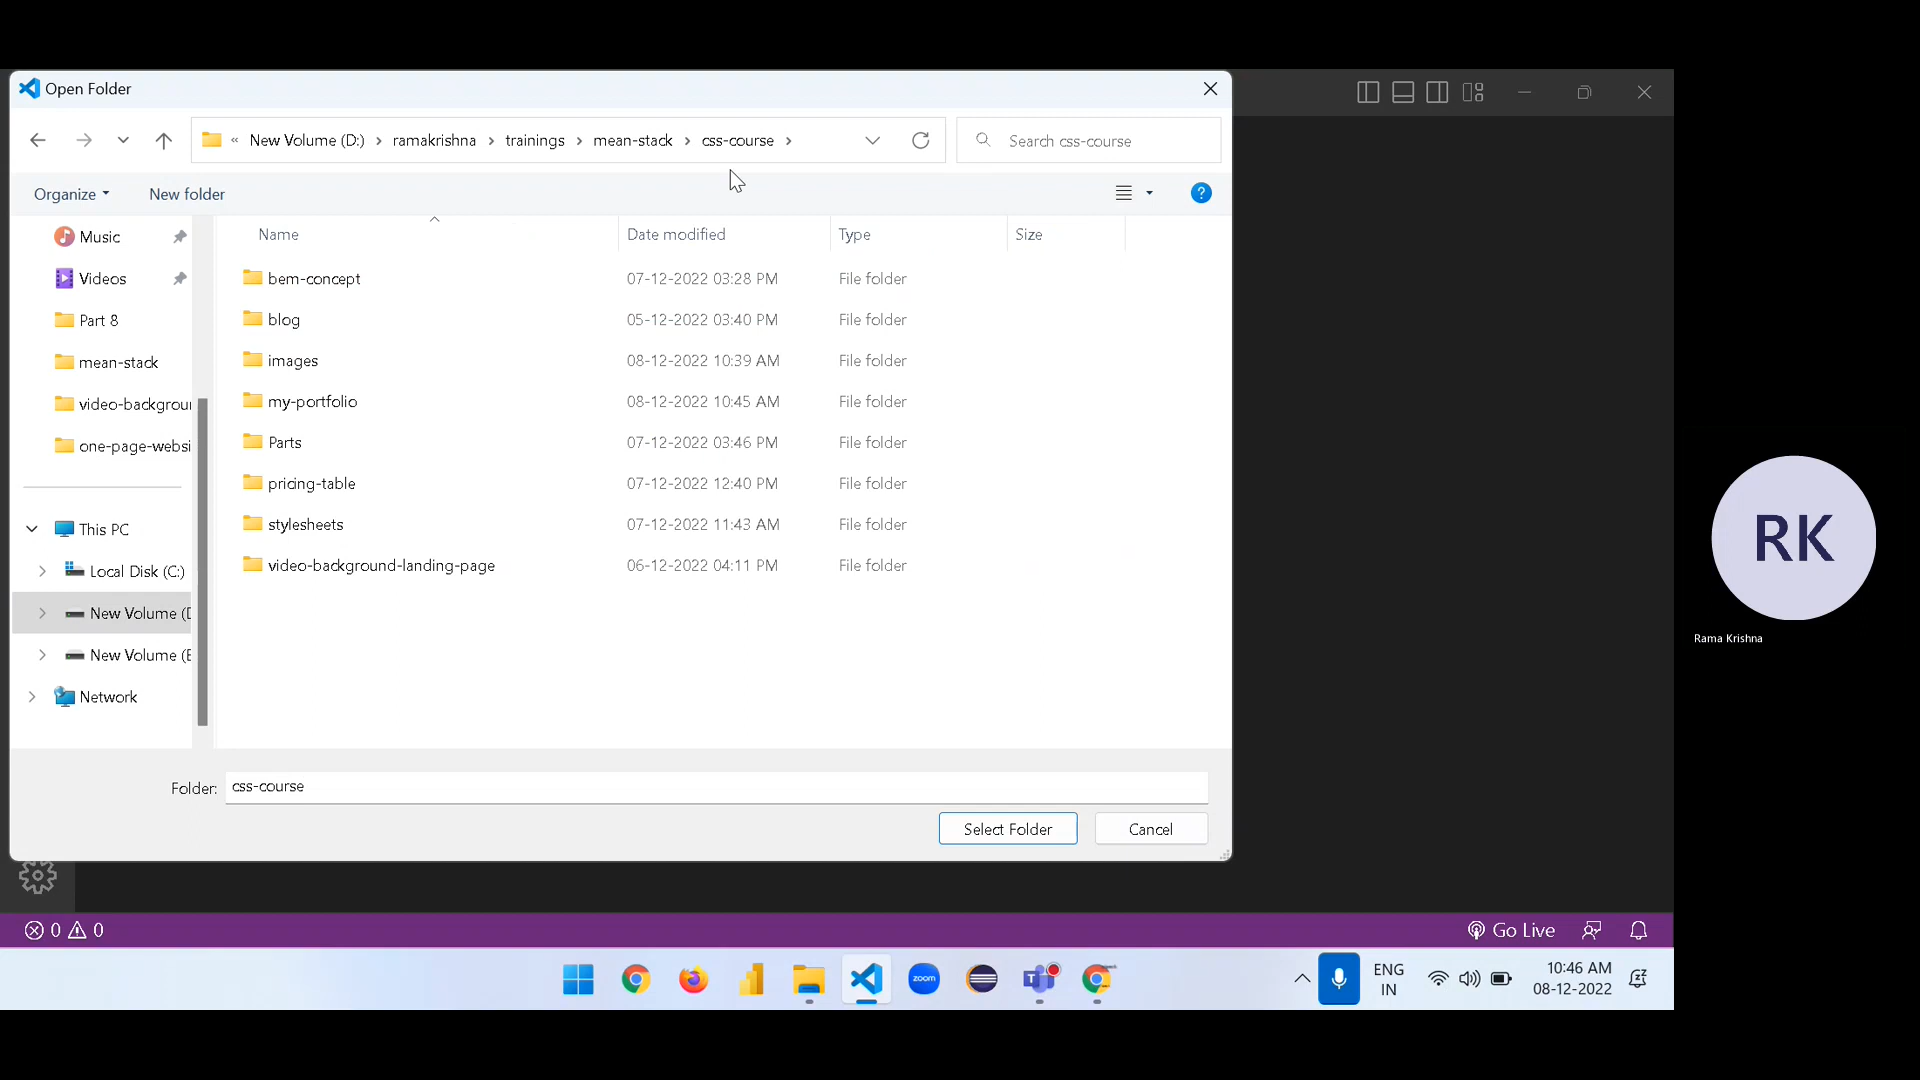 Open Folder
« New Volume (D:) › ramakrishna › trainings › mean-stack › css-course ›
Search css-course
Organize
New folder
Name
Date modified
Type
Size
Music
Videos
Part 8
mean-stack
video-backgrour
one-page-websi
This PC
Local Disk (C:)
New Volume (D
New Volume (E
Network
bem-concept 07-12-2022 03:28 PM File folder
blog 05-12-2022 03:40 PM File folder
images 08-12-2022 10:39 AM File folder
my-portfolio 08-12-2022 10:45 AM File folder
Parts 07-12-2022 03:46 PM File folder
pricing-table 07-12-2022 12:40 PM File folder
stylesheets 07-12-2022 11:43 AM File folder
video-background-landing-page 06-12-2022 04:11 PM File folder
Folder: css-course
Select Folder
Cancel
RK
Rama Krishna
0 0
Go Live
zoom
ENG
IN
10:46 AM
08-12-2022